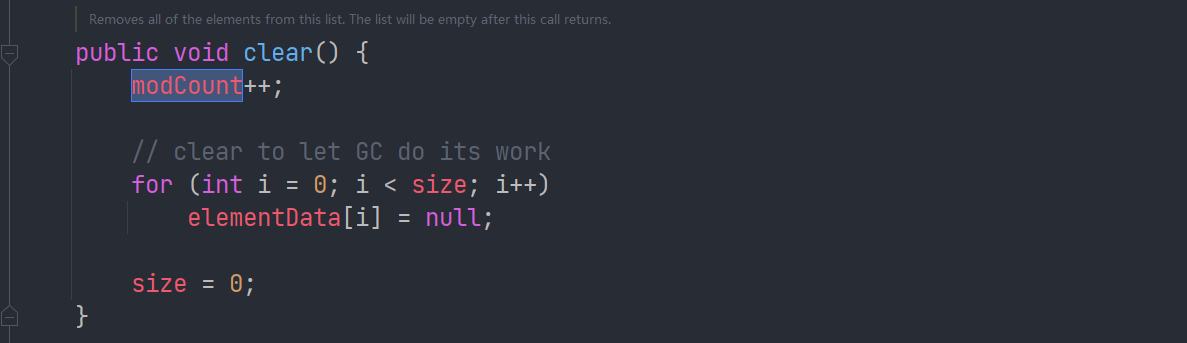 Removes all of the elements from this list. The list will be empty after this call returns.
public void clear() {
    modCount++;
    // clear to let GC do its work
    for (int i = 0; i < size; i++)
        elementData[i] = null;
    size = 0;
}